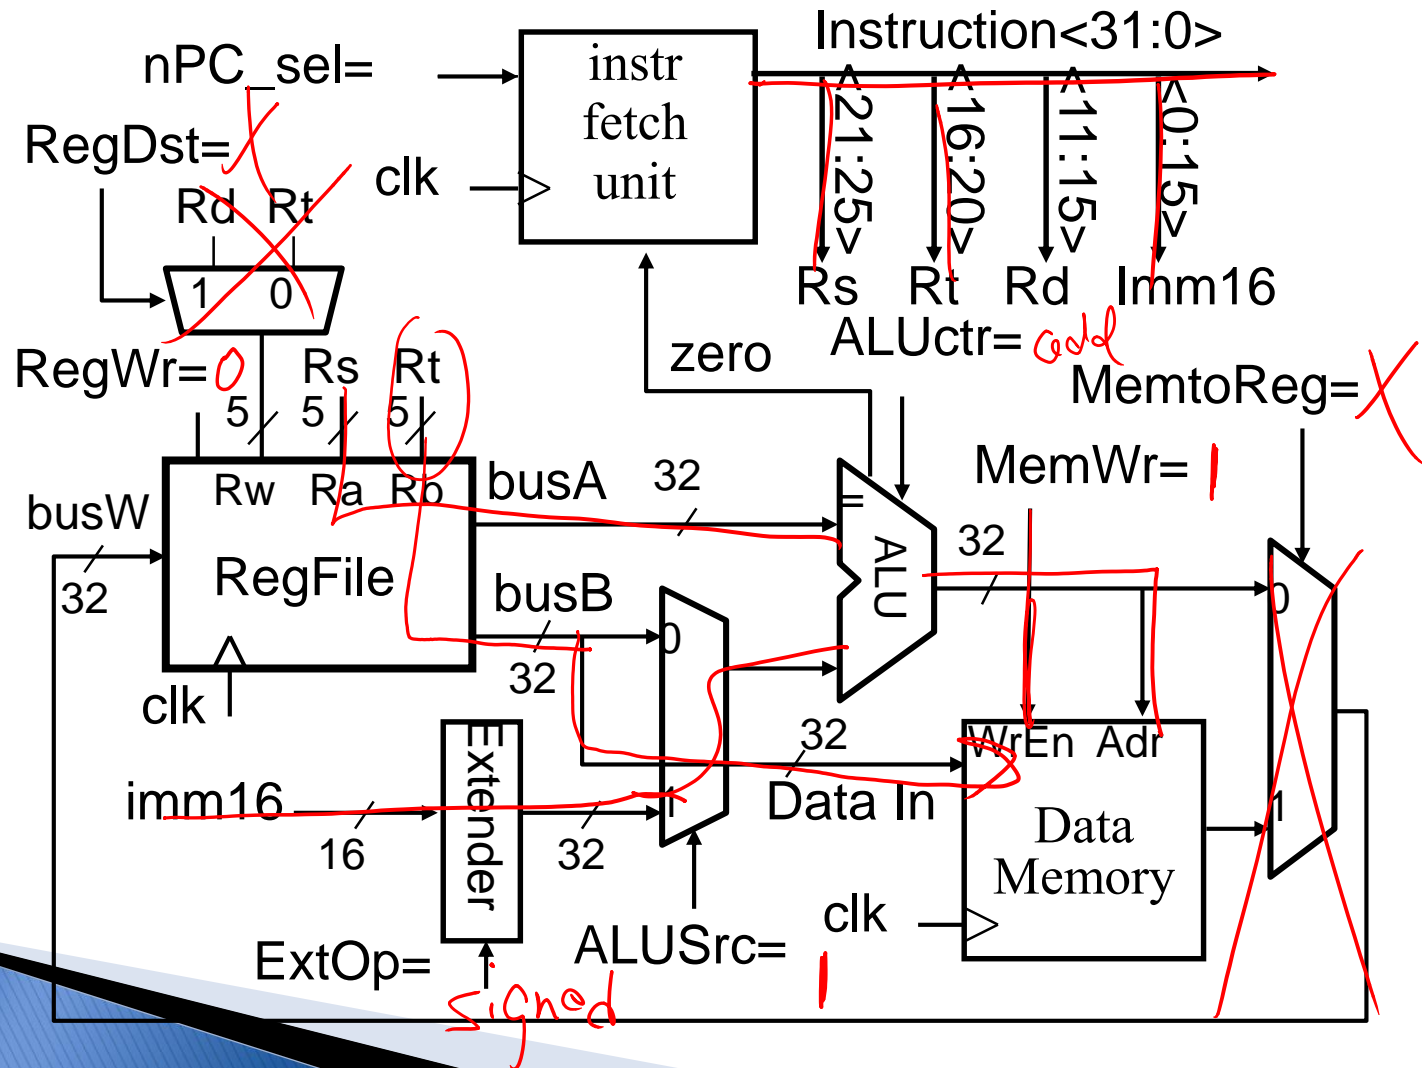 Instruction<31:0>
nPC_sel=
instr
fetch
unit
RegDst= X
clk
<21:25>
<16:20>
<11:15>
<0:15>
Rd Rt
1 0
Rs Rt Rd Imm16
ALUctr= add
zero
RegWr= 0
Rs Rt
MemtoReg= X
5 5 5
MemWr= 1
Rw Ra Rb
busA
32
busW
=
ALU
32
RegFile
32
busB
0
0
32
clk
Extender
32
WrEn Adr
imm16
1
Data In
1
16
32
Data
Memory
clk
ExtOp= signed
ALUSrc= 1